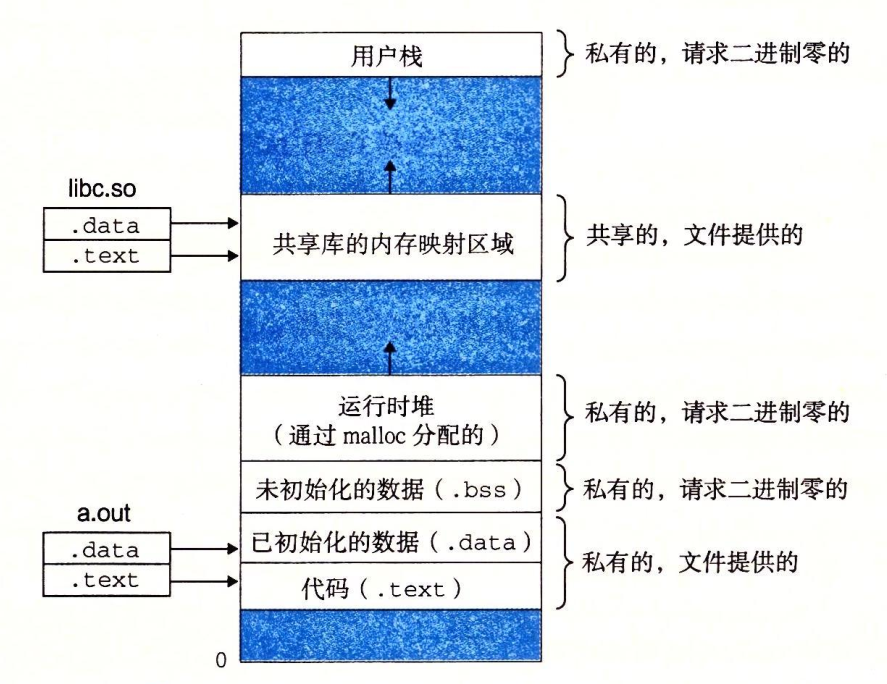 用户栈
私有的，请求二进制零的
libc.so
.data
.text
共享库的内存映射区域
共享的，文件提供的
运行时堆
（通过 malloc 分配的）
私有的，请求二进制零的
未初始化的数据（.bss）
私有的，请求二进制零的
a.out
.data
.text
已初始化的数据（.data）
代码（.text）
私有的，文件提供的
0